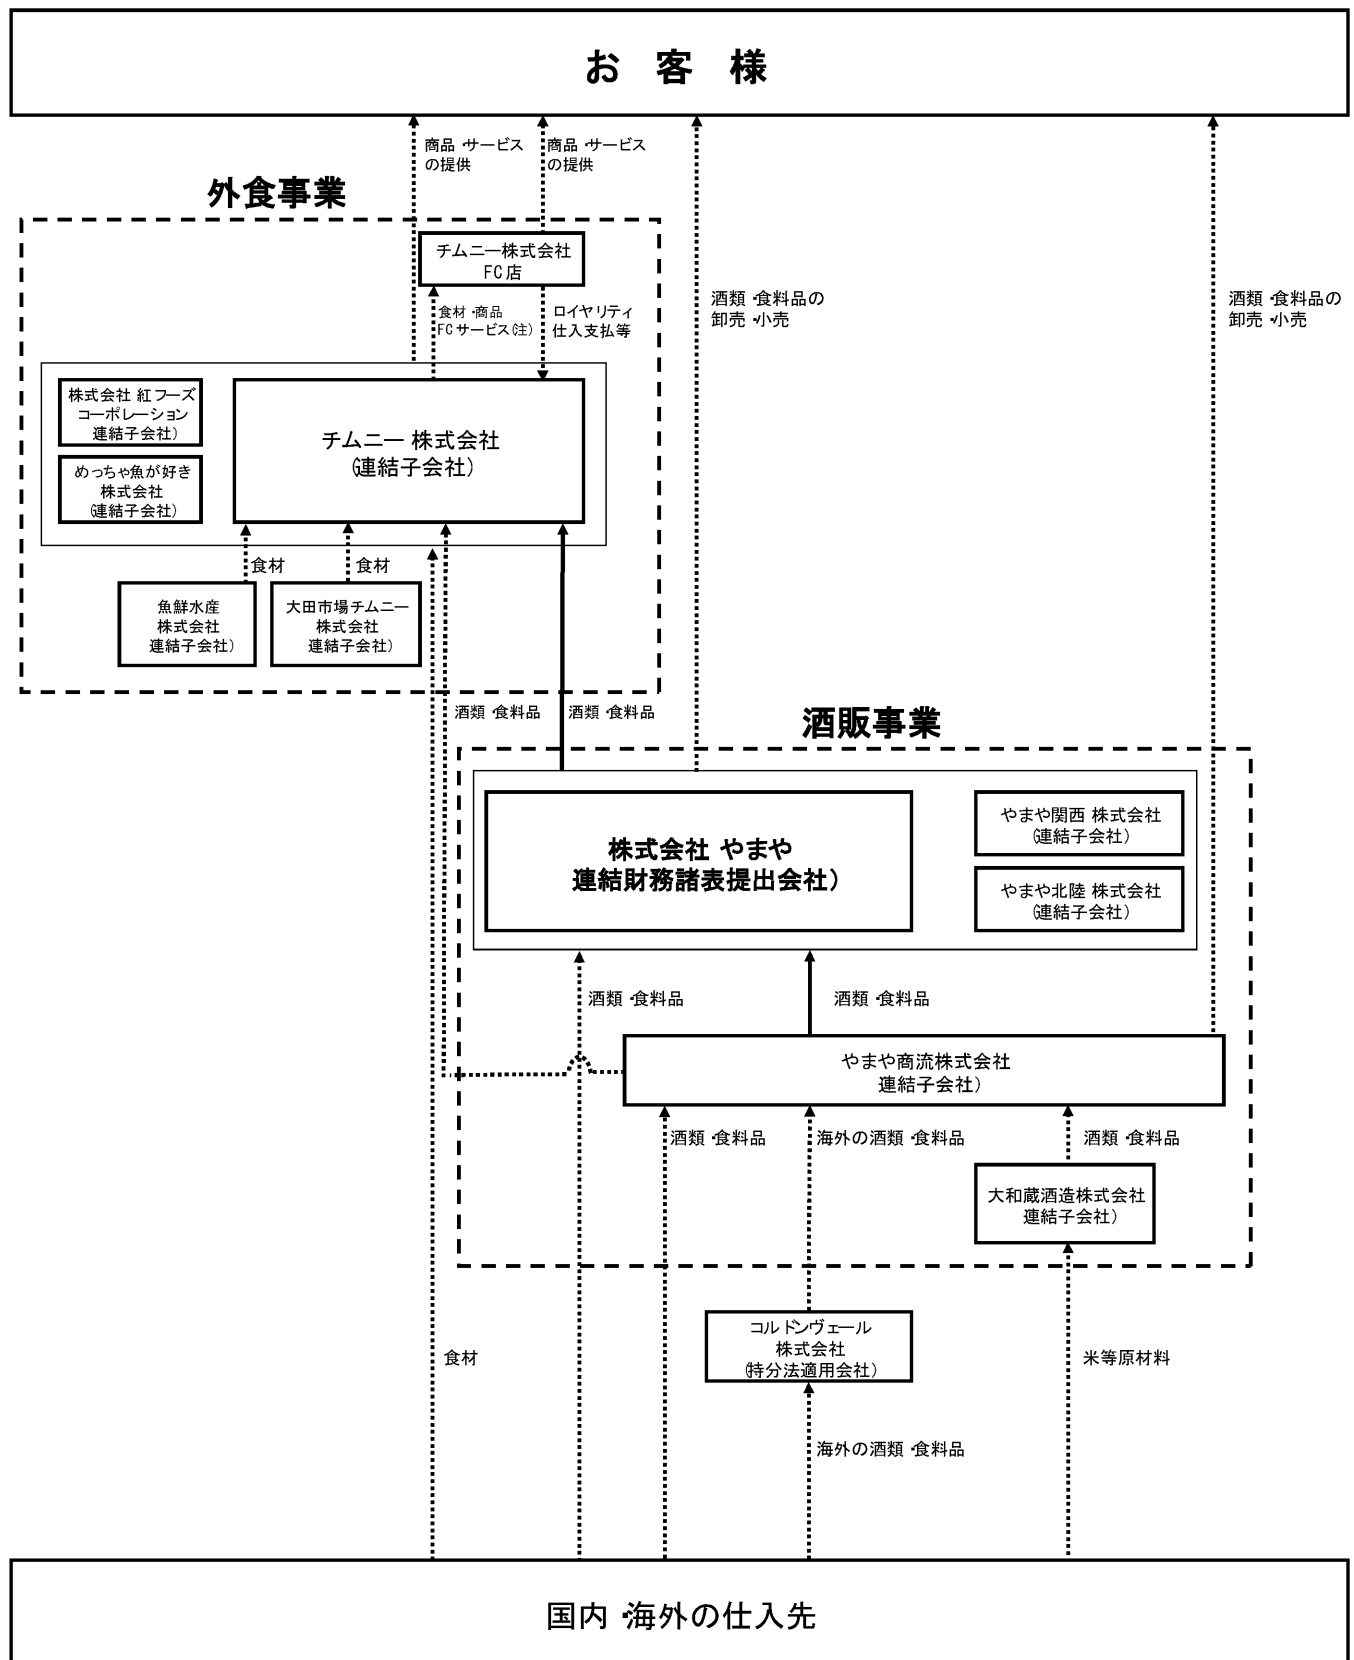 お 客 様
商品・サービス
の提供
商品・サービス
の提供
外食事業
チムニー株式会社
FC店
食材・商品
FCサービス(注)
ロイヤリティ
仕入支払等
酒類・食料品の
卸売・小売
酒類・食料品の
卸売・小売
株式会社 紅フーズ
コーポレーション
連結子会社)
めっちゃ魚が好き
株式会社
(連結子会社)
チムニー 株式会社
(連結子会社)
食材
食材
魚鮮水産
株式会社
連結子会社)
大田市場チムニー
株式会社
連結子会社)
酒類・食料品
酒類・食料品
酒販事業
株式会社 やまや
連結財務諸表提出会社)
やまや関西 株式会社
(連結子会社)
やまや北陸 株式会社
(連結子会社)
酒類・食料品
酒類・食料品
やまや商流株式会社
連結子会社)
酒類・食料品
海外の酒類・食料品
酒類・食料品
大和蔵酒造株式会社
連結子会社)
コルドンヴェール
株式会社
(持分法適用会社)
食材
米等原材料
海外の酒類・食料品
国内・海外の仕入先